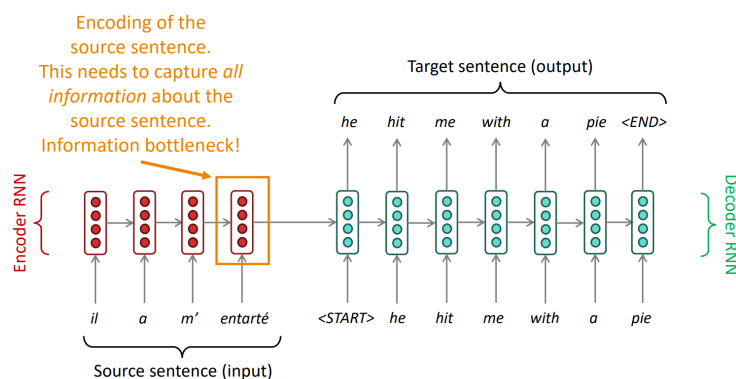 Encoding of the
source sentence.
This needs to capture all
information about the
source sentence.
Information bottleneck!
Target sentence (output)
he hit me with a pie <END>
Encoder RNN
Decoder RNN
il a m' entarté
<START> he hit me with a pie
Source sentence (input)